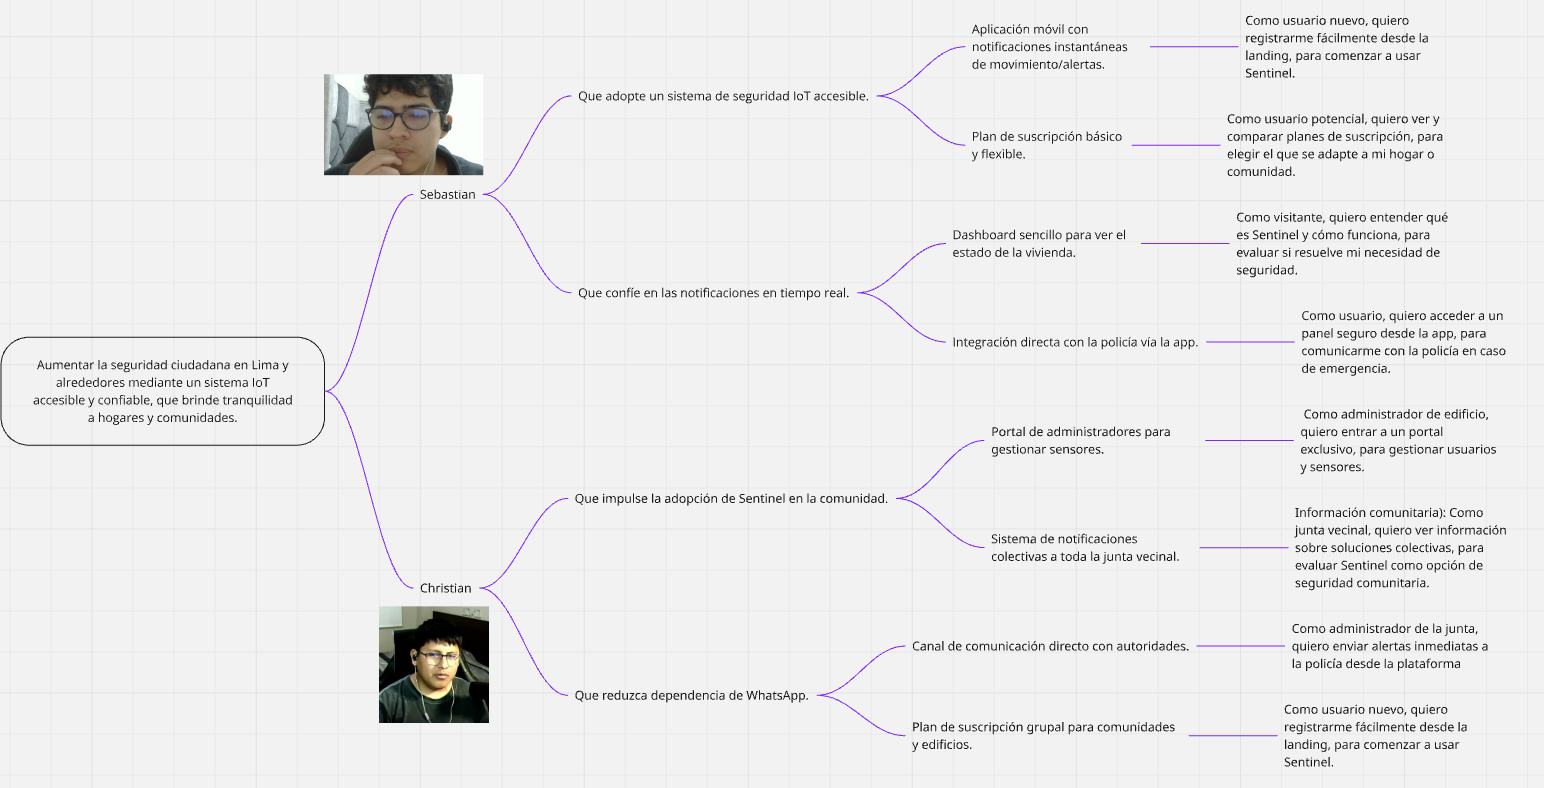 Aumentar la seguridad ciudadana en Lima y
alrededores mediante un sistema IoT
accesible y confiable, que brinde tranquilidad
a hogares y comunidades.
Sebastian
Que adopte un sistema de seguridad IoT accesible.
Aplicación móvil con
notificaciones instantáneas
de movimiento/alertas.
Como usuario nuevo, quiero
registrarme fácilmente desde la
landing, para comenzar a usar
Sentinel.
Plan de suscripción básico
y flexible.
Como usuario potencial, quiero ver y
comparar planes de suscripción, para
elegir el que se adapte a mi hogar o
comunidad.
Que confíe en las notificaciones en tiempo real.
Dashboard sencillo para ver el
estado de la vivienda.
Como visitante, quiero entender qué
es Sentinel y cómo funciona, para
evaluar si resuelve mi necesidad de
seguridad.
Integración directa con la policía vía la app.
Como usuario, quiero acceder a un
panel seguro desde la app, para
comunicarme con la policía en caso
de emergencia.
Christian
Que impulse la adopción de Sentinel en la comunidad.
Portal de administradores para
gestionar sensores.
Como administrador de edificio,
quiero entrar a un portal
exclusivo, para gestionar usuarios
y sensores.
Sistema de notificaciones
colectivas a toda la junta vecinal.
Información comunitaria): Como
junta vecinal, quiero ver información
sobre soluciones colectivas, para
evaluar Sentinel como opción de
seguridad comunitaria.
Que reduzca dependencia de WhatsApp.
Canal de comunicación directo con autoridades.
Como administrador de la junta,
quiero enviar alertas inmediatas a
la policía desde la plataforma
Plan de suscripción grupal para comunidades
y edificios.
Como usuario nuevo, quiero
registrarme fácilmente desde la
landing, para comenzar a usar
Sentinel.